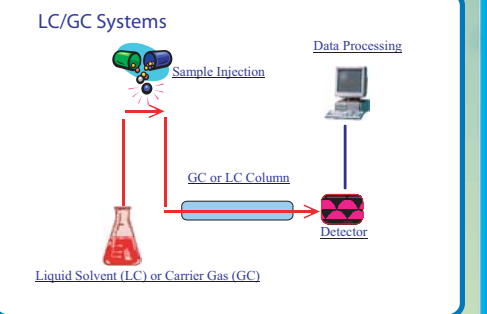 LC/GC Systems
Data Processing
Sample Injection
GC or LC Column
Detector
Liquid Solvent (LC) or Carrier Gas (GC)